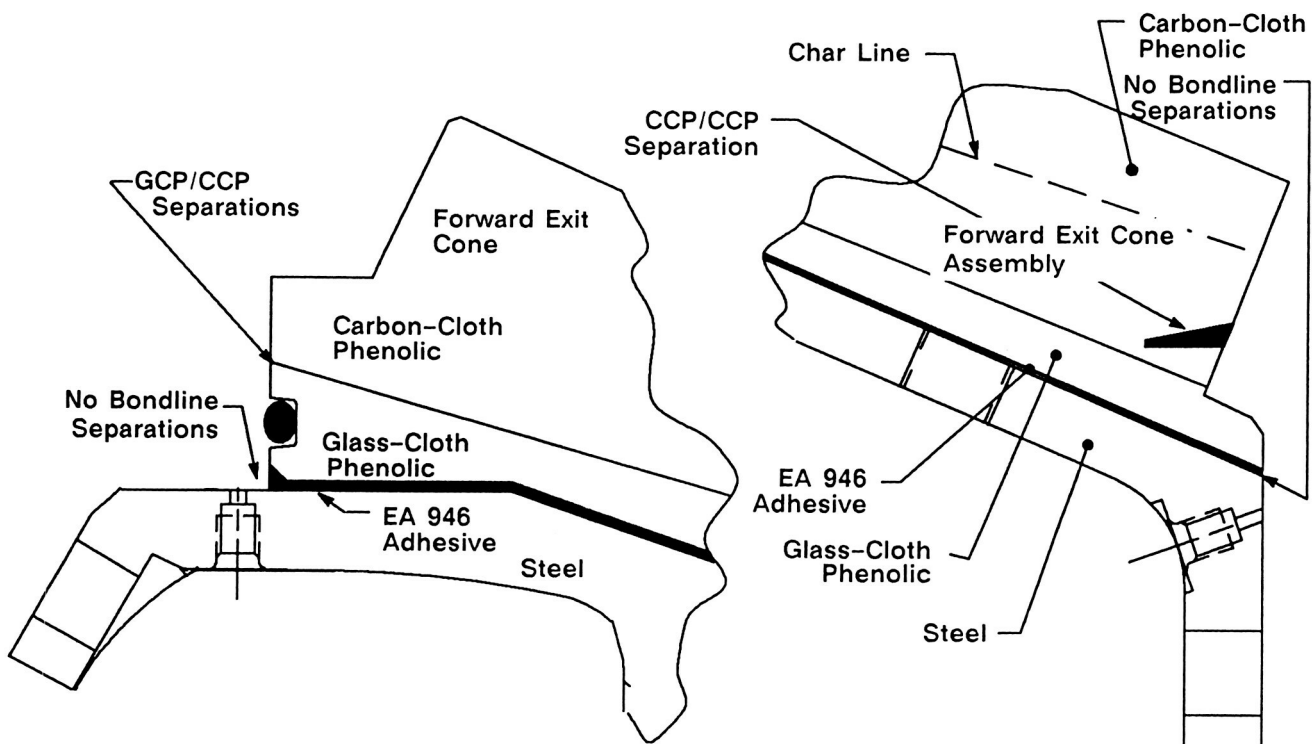 GCP/CCP
Separations
Forward Exit
Cone
Carbon–Cloth
Phenolic
No Bondline
Separations
Glass–Cloth
Phenolic
EA 946
Adhesive
Steel
Carbon–Cloth
Phenolic
Char Line
No Bondline
Separations
CCP/CCP
Separation
Forward Exit Cone
Assembly
EA 946
Adhesive
Glass–Cloth
Phenolic
Steel